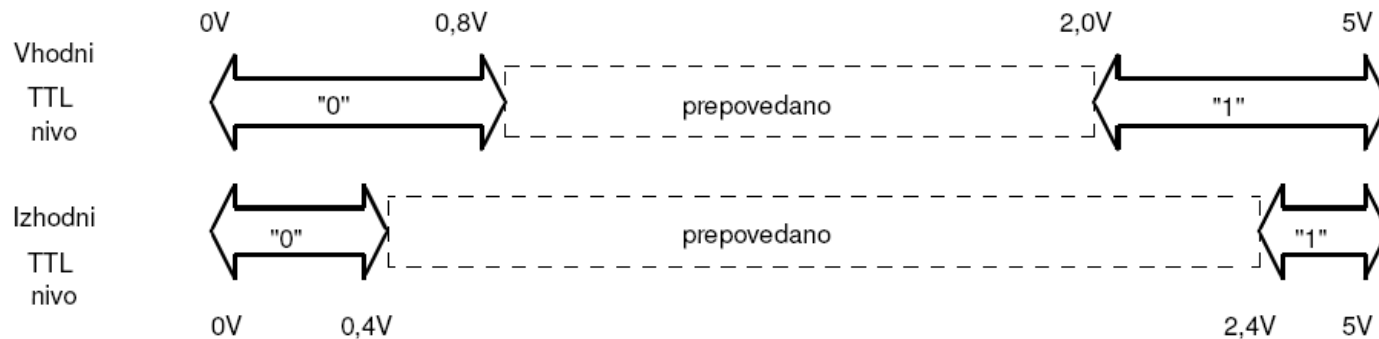 0V 0,8V 2,0V 5V
Vhodni
TTL
nivo
"0" prepovedano "1"
Izhodni
TTL
nivo
"0" prepovedano "1"
0V 0,4V 2,4V 5V